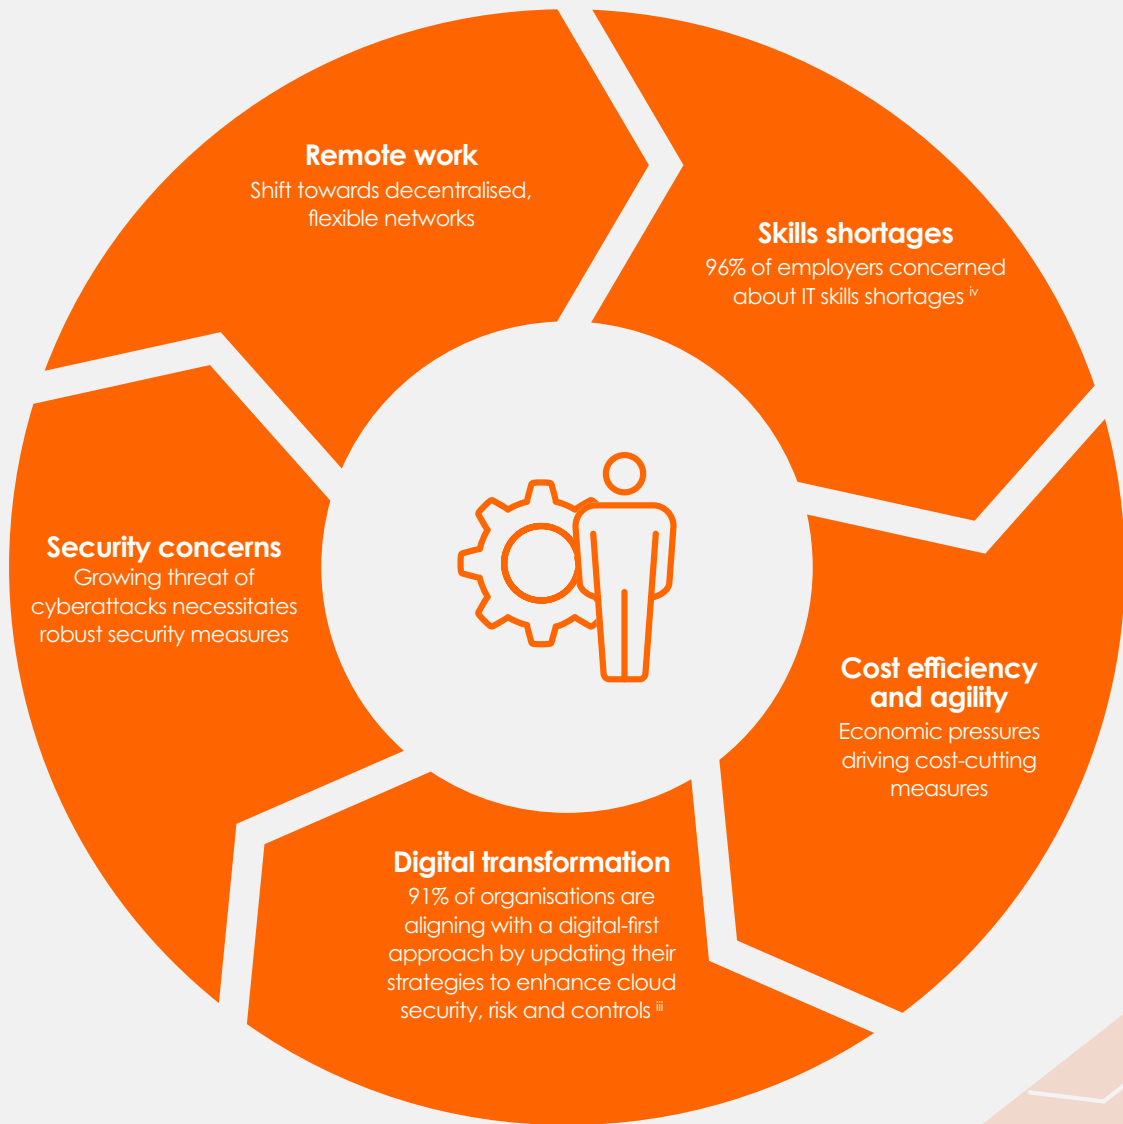 Remote work
Shift towards decentralised,
flexible networks
Skills shortages
96% of employers concerned
about IT skills shortages iv
Cost efficiency
and agility
Economic pressures
driving cost-cutting
measures
Digital transformation
91% of organisations are
aligning with a digital-first
approach by updating their
strategies to enhance cloud
security, risk and controls iii
Security concerns
Growing threat of
cyberattacks necessitates
robust security measures